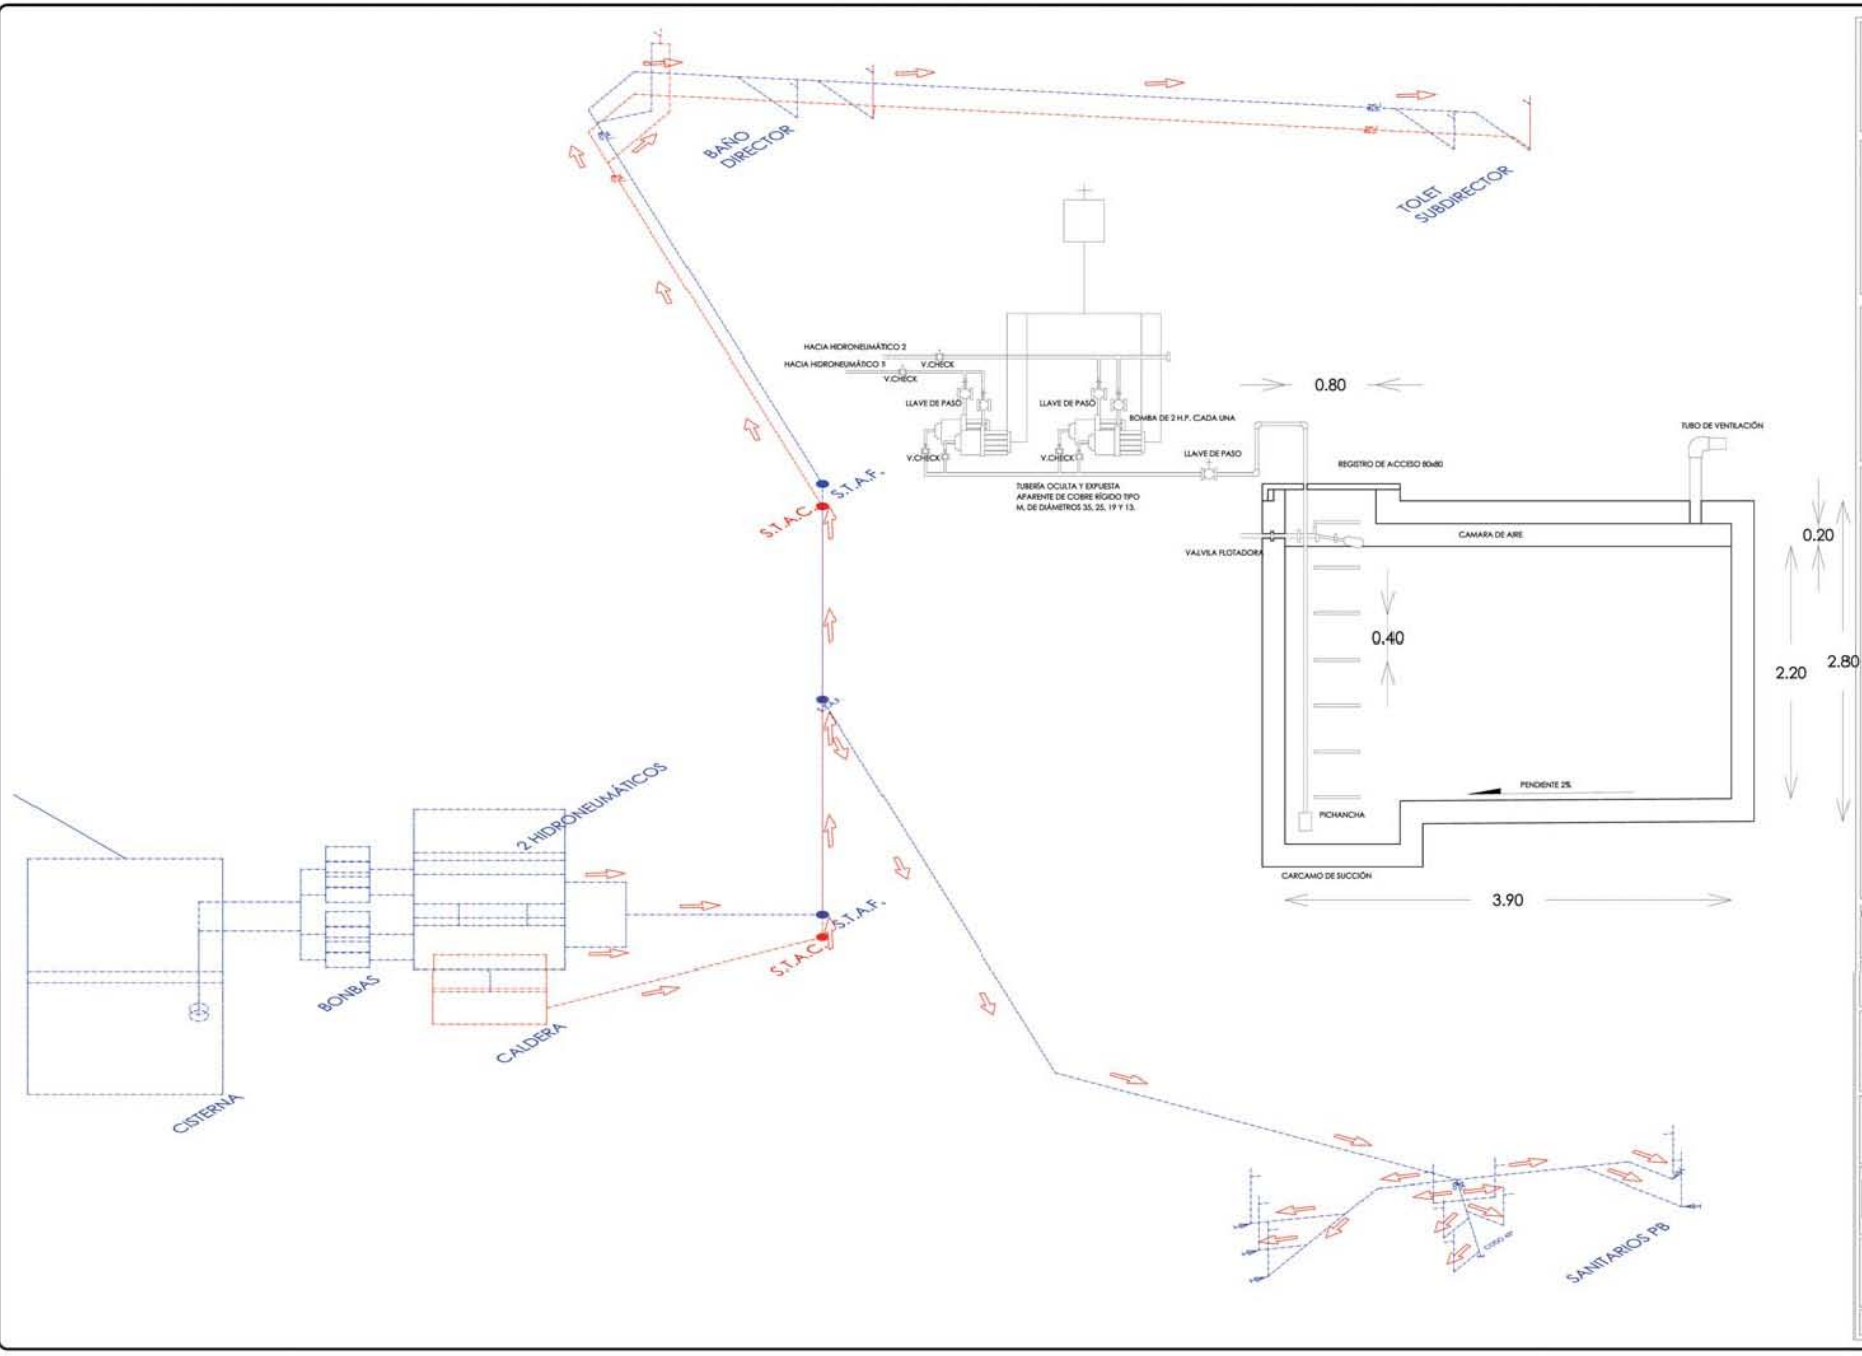 BAÑO
DIRECTOR
TOLET
SUBDIRECTOR
HACIA HIDRONEUMÁTICO 2
V.CHECK
HACIA HIDRONEUMÁTICO 1
V.CHECK
LLAVE DE PASO
LLAVE DE PASO
BOMBA DE 2 H.P. CADA UNA
V.CHECK
V.CHECK
LLAVE DE PASO
TUBERÍA OCULTA Y EXPUESTA
APARENTE DE COBRE RÍGIDO TIPO
M, DE DIÁMETROS 35, 25, 19 Y 13.
0.80
TUBO DE VENTILACIÓN
REGISTRO DE ACCESO 80x80
CAMARA DE AIRE
VALVILA FLOTADORA
0.20
0.40
2.20
2.80
PENDIENTE 2%
PICHANCHA
CARCAMO DE SUCCIÓN
3.90
S.T.A.F.
S.T.A.C.
S.T.A.F.
S.T.A.F.
S.T.A.C.
2 HIDRONEUMÁTICOS
BONBAS
CALDERA
CISTERNA
SANITARIOS PB